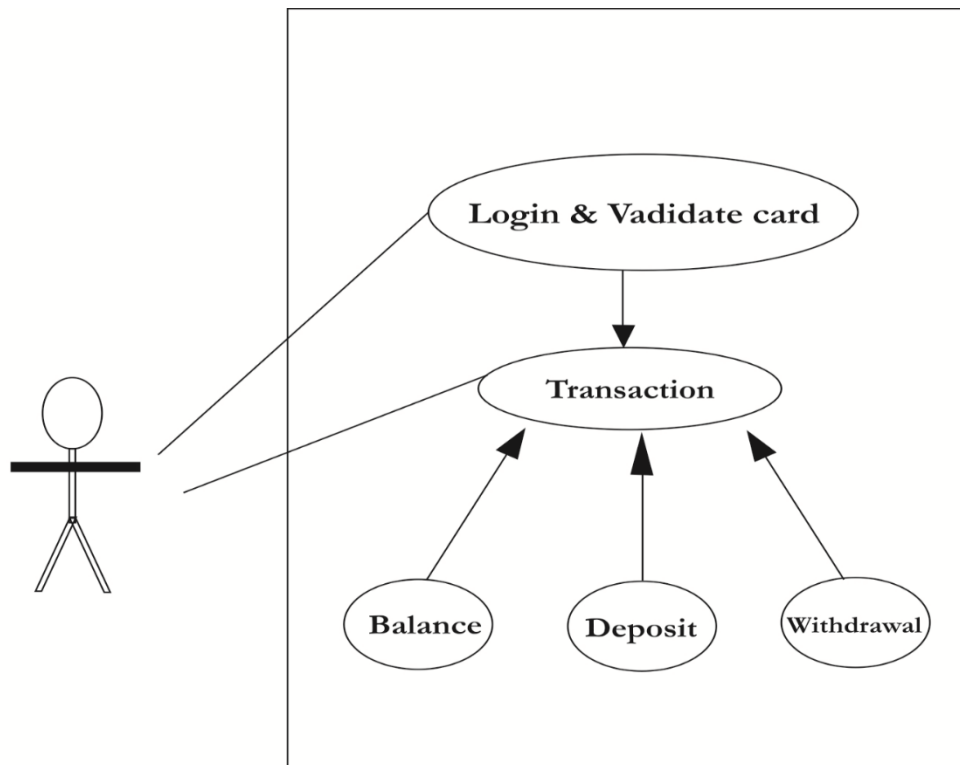 Login & Vadidate card
Transaction
Balance
Deposit
Withdrawal